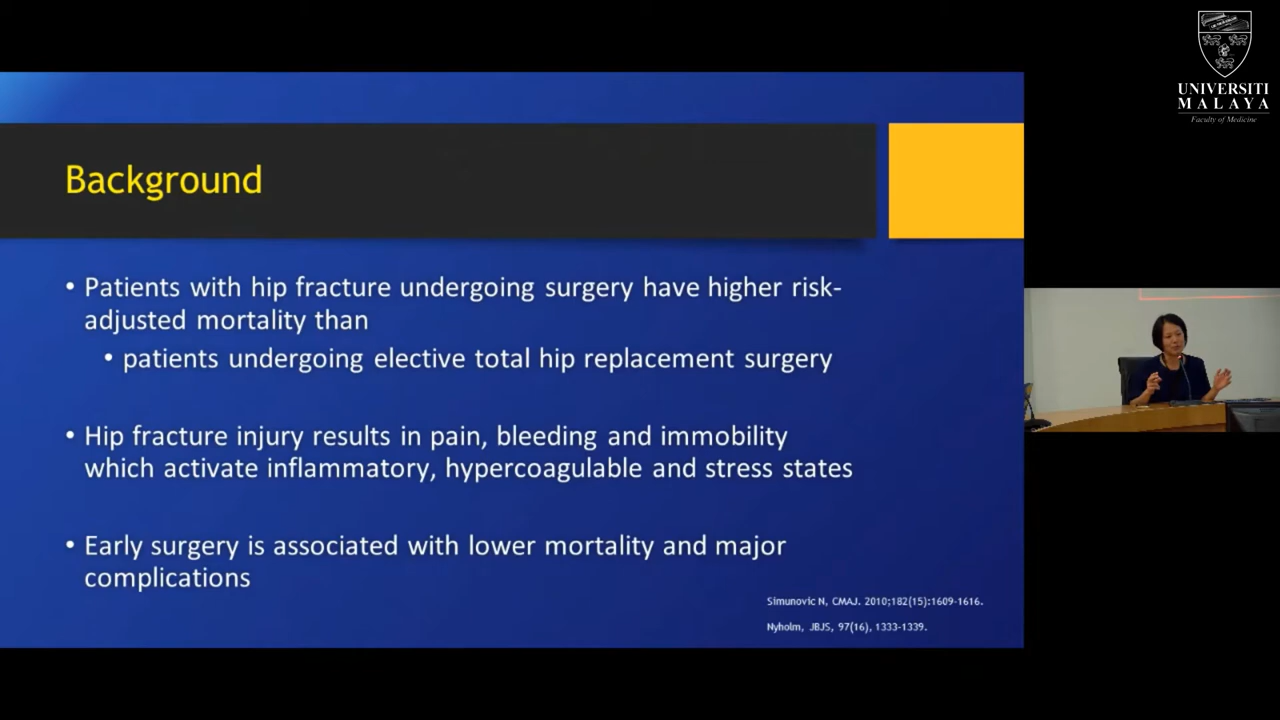 UNIVERSITI
MALAYA
Faculty of Medicine
Background
• Patients with hip fracture undergoing surgery have higher risk-
adjusted mortality than
• patients undergoing elective total hip replacement surgery
• Hip fracture injury results in pain, bleeding and immobility
which activate inflammatory, hypercoagulable and stress states
• Early surgery is associated with lower mortality and major
complications
Simunovic N, CMAJ. 2010;182(15):1609-1616.
Nyholm, JBJS, 97(16), 1333-1339.